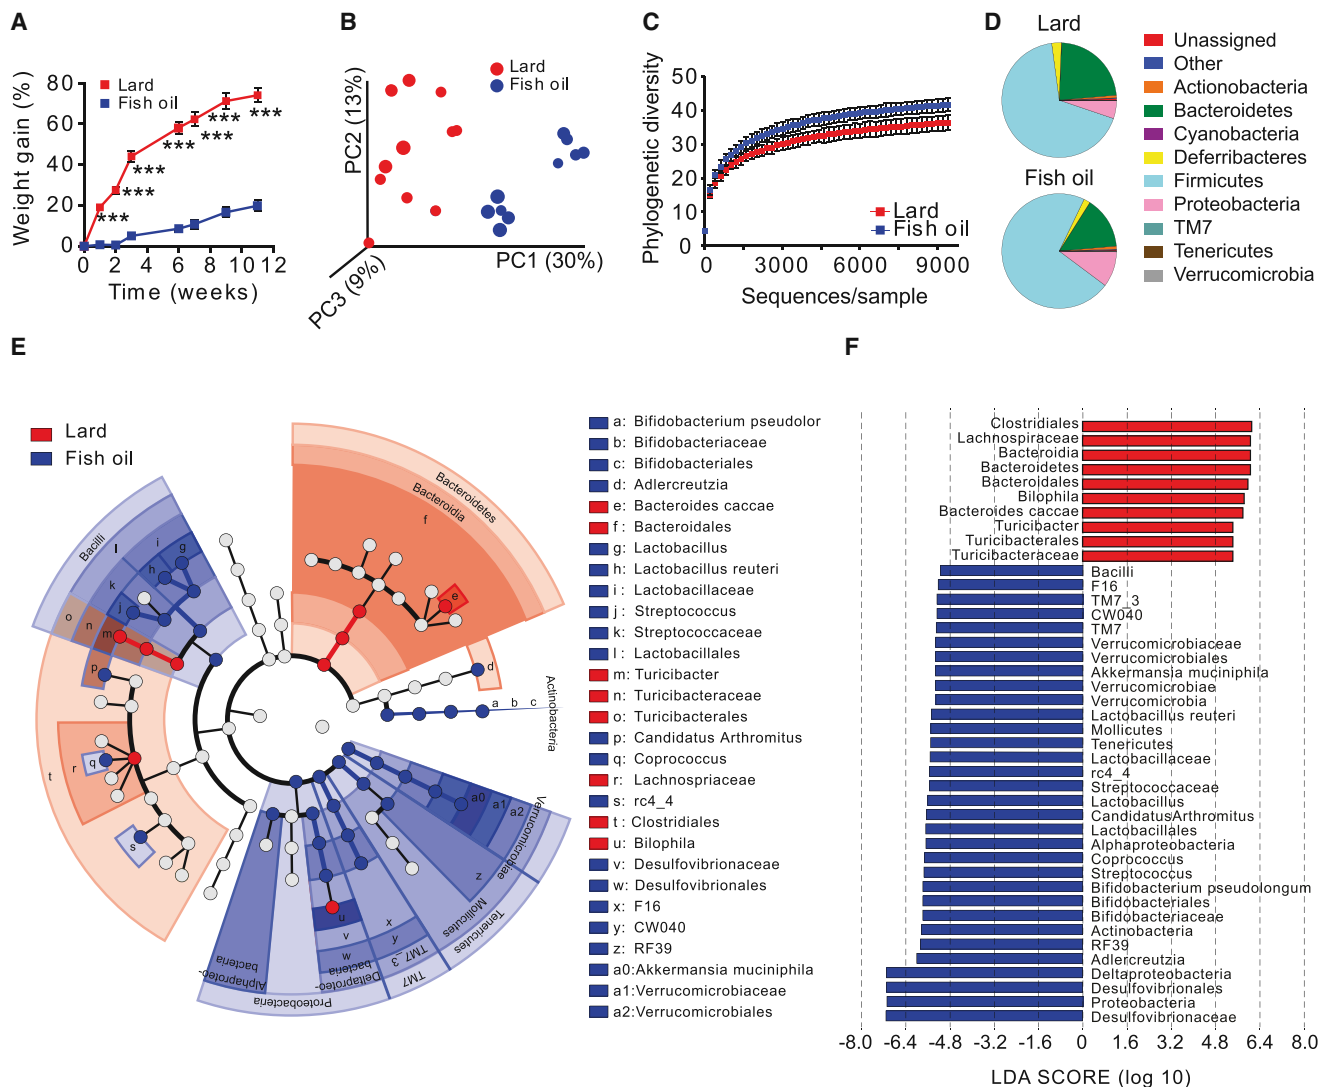 A
Weight gain (%)
80
60
40
20
0
Lard
Fish oil
***
***
***
***
***
***
***
0 2 4 6 8 10 12
Time (weeks)
B
PC2 (13%)
Lard
Fish oil
PC1 (30%)
PC3 (9%)
C
Phylogenetic diversity
50
40
30
20
10
0
Lard
Fish oil
0 3000 6000 9000
Sequences/sample
D
Lard
Fish oil
Unassigned
Other
Actionobacteria
Bacteroidetes
Cyanobacteria
Deferribacteres
Firmicutes
Proteobacteria
TM7
Tenericutes
Verrucomicrobia
E
Lard
Fish oil
Bacteroidetes
Bacteroidia
f
e
d
Actinobacteria
a b c
Bacilli
l
i
g
h
k
j
o
n
m
p
t
r
q
s
a0
a1
a2
Verrucomicrobiae
z
Mollicutes
Tenericutes
x
y
TM7_3
TM7
u
v
w
Deltaproteo-
bacteria
Alphaproteo-
bacteria
Proteobacteria
a: Bifidobacterium pseudolor
b: Bifidobacteriaceae
c: Bifidobacteriales
d: Adlercreutzia
e: Bacteroides caccae
f : Bacteroidales
g: Lactobacillus
h: Lactobacillus reuteri
i : Lactobacillaceae
j : Streptococcus
k: Streptococcaceae
l : Lactobacillales
m: Turicibacter
n: Turicibacteraceae
o: Turicibacterales
p: Candidatus Arthromitus
q: Coprococcus
r: Lachnospriaceae
s: rc4_4
t : Clostridiales
u: Bilophila
v: Desulfovibrionaceae
w: Desulfovibrionales
x: F16
y: CW040
z: RF39
a0:Akkermansia muciniphila
a1:Verrucomicrobiaceae
a2:Verrucomicrobiales
F
Clostridiales
Lachnospiraceae
Bacteroidia
Bacteroidetes
Bacteroidales
Bilophila
Bacteroides caccae
Turicibacter
Turicibacterales
Turicibacteraceae
Bacilli
F16
TM7_3
CW040
TM7
Verrucomicrobiaceae
Verrucomicrobiales
Akkermansia muciniphila
Verrucomicrobiae
Verrucomicrobia
Lactobacillus reuteri
Mollicutes
Tenericutes
Lactobacillaceae
rc4_4
Streptococcaceae
Lactobacillus
CandidatusArthromitus
Lactobacillales
Alphaproteobacteria
Coprococcus
Streptococcus
Bifidobacterium pseudolongum
Bifidobacteriales
Bifidobacteriaceae
Actinobacteria
RF39
Adlercreutzia
Deltaproteobacteria
Desulfovibrionales
Proteobacteria
Desulfovibrionaceae
-8.0 -6.4 -4.8 -3.2 -1.6 0 1.6 3.2 4.8 6.4 8.0
LDA SCORE (log 10)